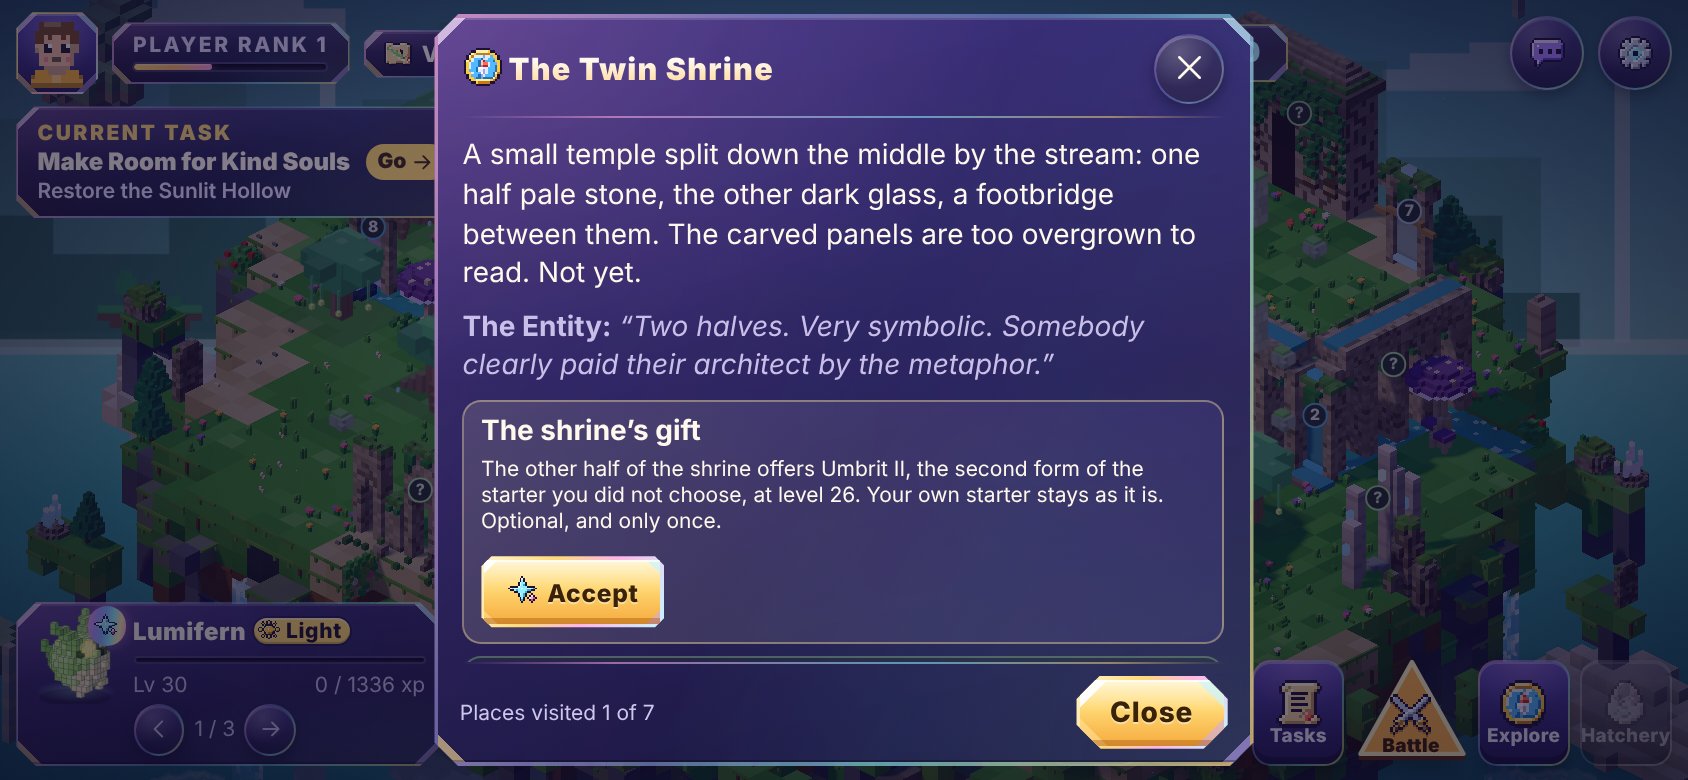 PLAYER RANK 1
V
The Twin Shrine
CURRENT TASK
Make Room for Kind Souls
Go →
Restore the Sunlit Hollow
A small temple split down the middle by the stream: one
half pale stone, the other dark glass, a footbridge
between them. The carved panels are too overgrown to
read. Not yet.
The Entity: “Two halves. Very symbolic. Somebody
clearly paid their architect by the metaphor.”
The shrine’s gift
The other half of the shrine offers Umbrit II, the second form of the
starter you did not choose, at level 26. Your own starter stays as it is.
Optional, and only once.
Accept
Places visited 1 of 7
Close
8
?
?
7
?
2
?
Lumifern
Light
Lv 30
0 / 1336 xp
1 / 3
Tasks
Battle
Explore
Hatchery